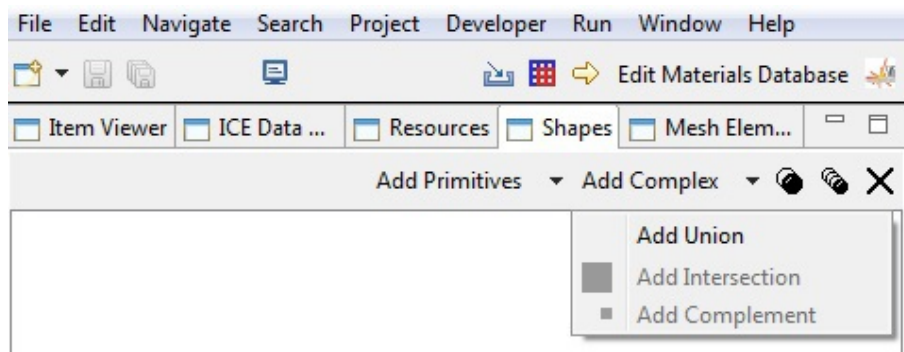 File Edit Navigate Search Project Developer Run Window Help
Edit Materials Database
Item Viewer ICE Data ... Resources Shapes Mesh Elem...
Add Primitives Add Complex
Add Union
Add Intersection
Add Complement